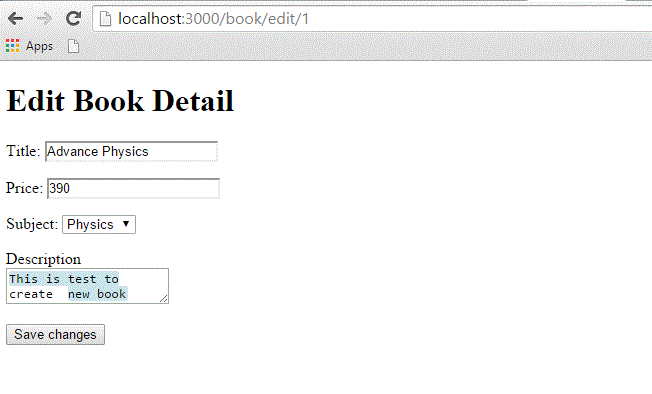 localhost:3000/book/edit/1
Apps
Edit Book Detail
Title: Advance Physics
Price: 390
Subject: Physics
Description
This is test to
create new book
Save changes